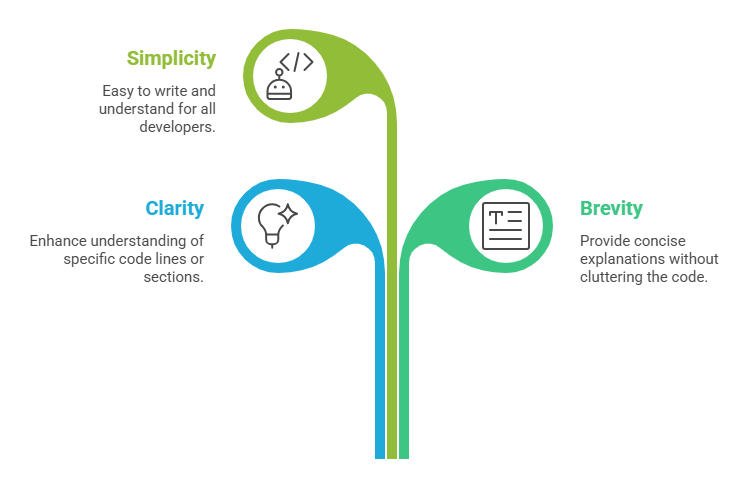 Simplicity
Easy to write and
understand for all
developers.
Clarity
Enhance understanding of
specific code lines or
sections.
T
Brevity
Provide concise
explanations without
cluttering the code.